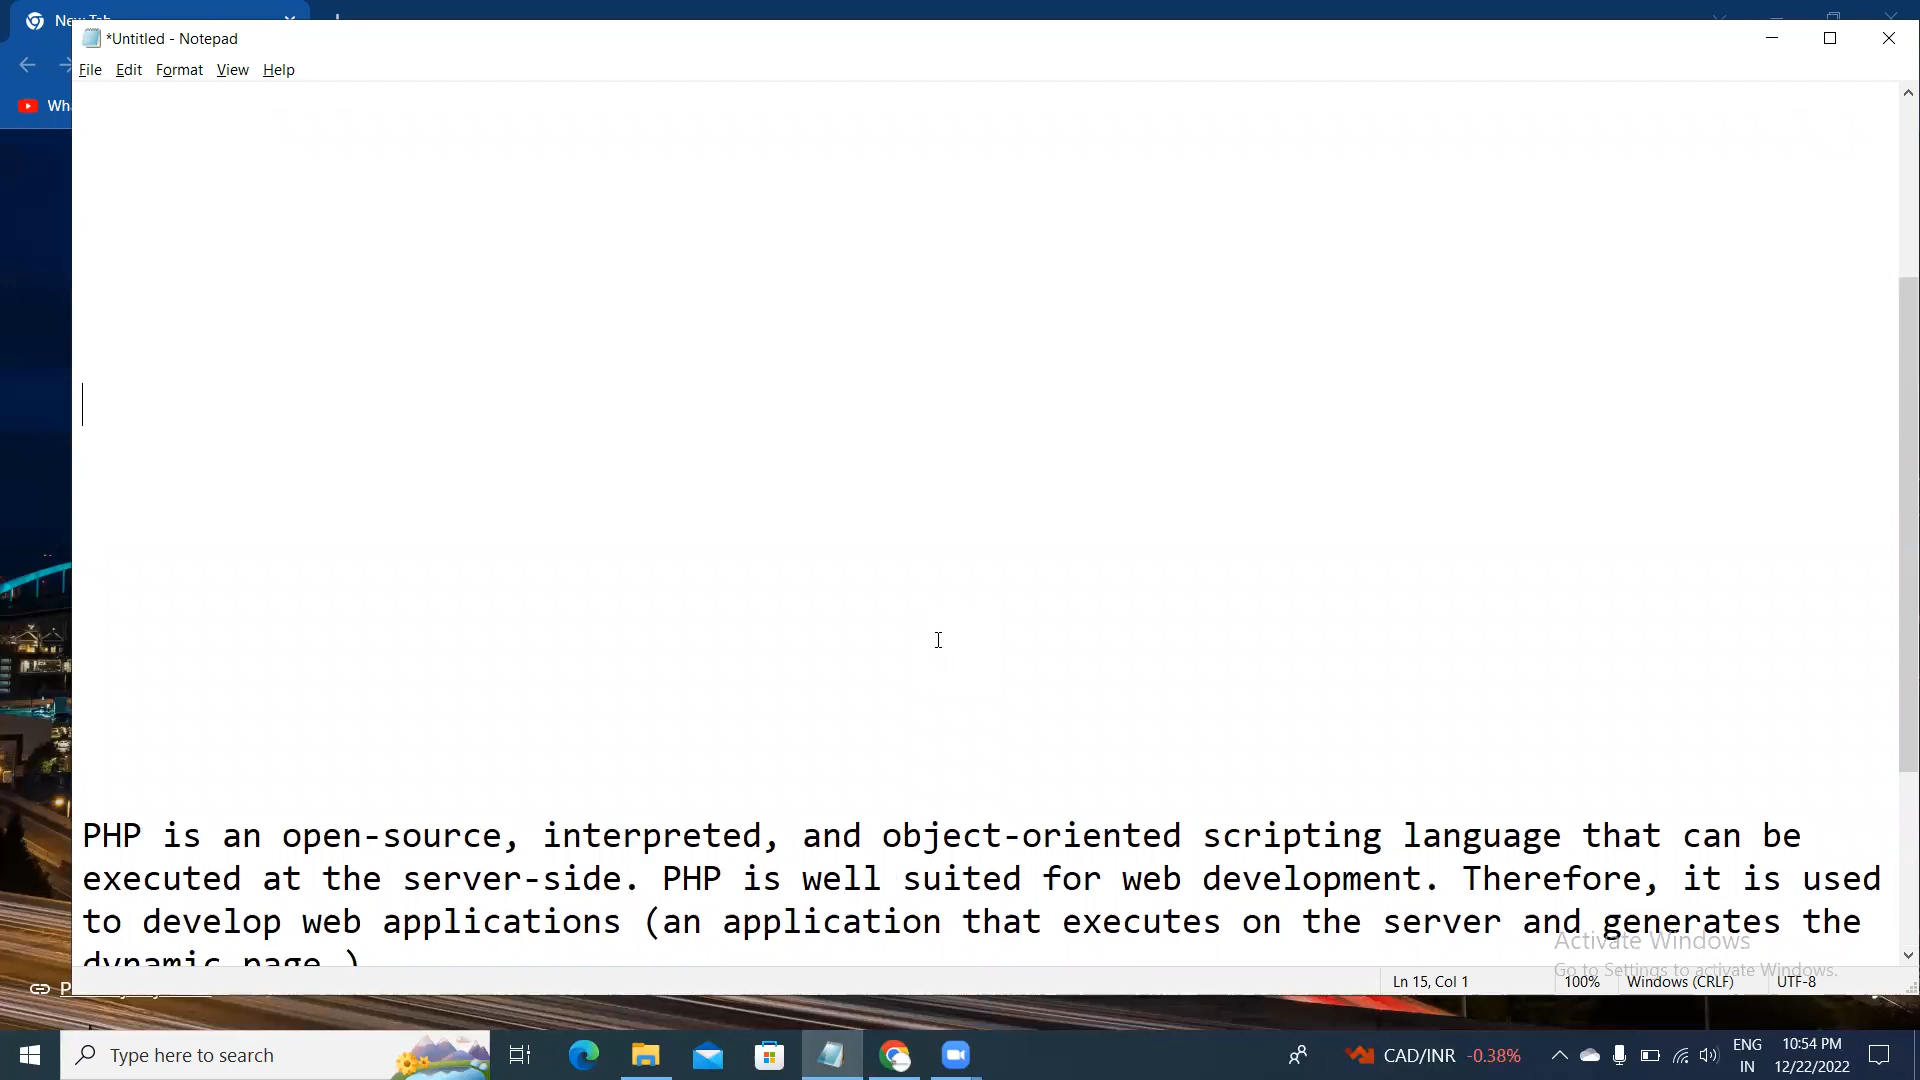 *Untitled - Notepad
File Edit Format View Help
PHP is an open-source, interpreted, and object-oriented scripting language that can be
executed at the server-side. PHP is well suited for web development. Therefore, it is used
to develop web applications (an application that executes on the server and generates the
dynamic page.)
Activate Windows
Go to Settings to activate Windows.
Ln 15, Col 1 100% Windows (CRLF) UTF-8
Type here to search
CAD/INR -0.38%
ENG
IN
10:54 PM
12/22/2022